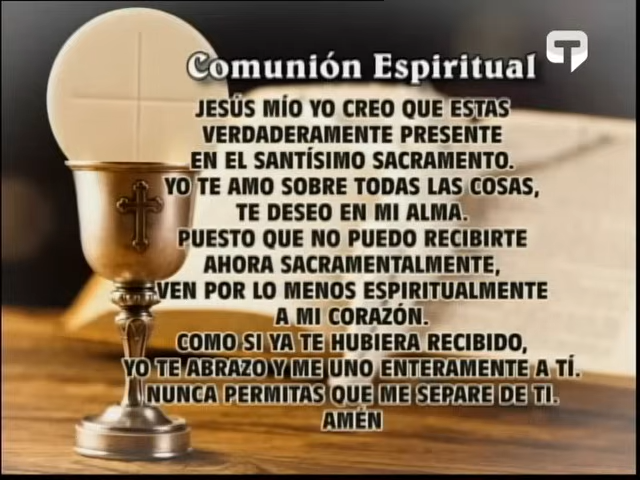 Comunión Espiritual
JESÚS MÍO YO CREO QUE ESTAS
VERDADERAMENTE PRESENTE
EN EL SANTÍSIMO SACRAMENTO.
YO TE AMO SOBRE TODAS LAS COSAS,
TE DESEO EN MI ALMA.
PUESTO QUE NO PUEDO RECIBIRTE
AHORA SACRAMENTALMENTE,
VEN POR LO MENOS ESPIRITUALMENTE
A MI CORAZÓN.
COMO SI YA TE HUBIERA RECIBIDO,
YO TE ABRAZO Y ME UNO ENTERAMENTE A TÍ.
NUNCA PERMITAS QUE ME SEPARE DE TI.
AMÉN